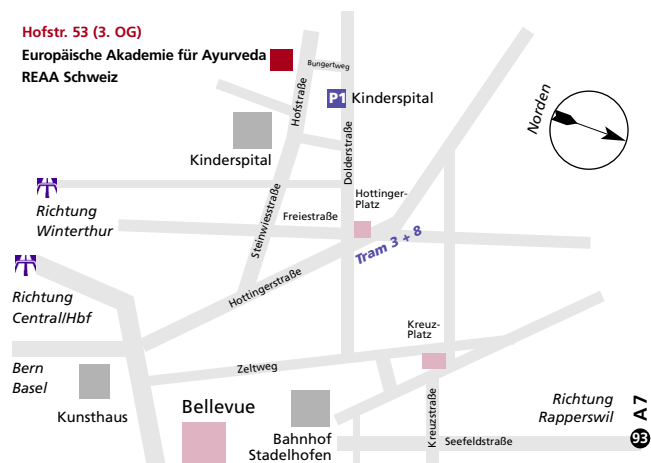 Hofstr. 53 (3. OG)
Europäische Akademie für Ayurveda
REAA Schweiz
Bungertweg
P1 Kinderspital
Hofstraße
Dolderstraße
Norden
Kinderspital
Hottinger-
Platz
Richtung
Winterthur
Freiestraße
Steinwiesstraße
Tram 3 + 8
Hottingerstraße
Richtung
Central/Hbf
Kreuz-
Platz
Zeltweg
Bern
Basel
Kunsthaus
Bellevue
Bahnhof
Stadelhofen
Kreuzstraße
Seefeldstraße
Richtung
Rapperswil
A 7
93